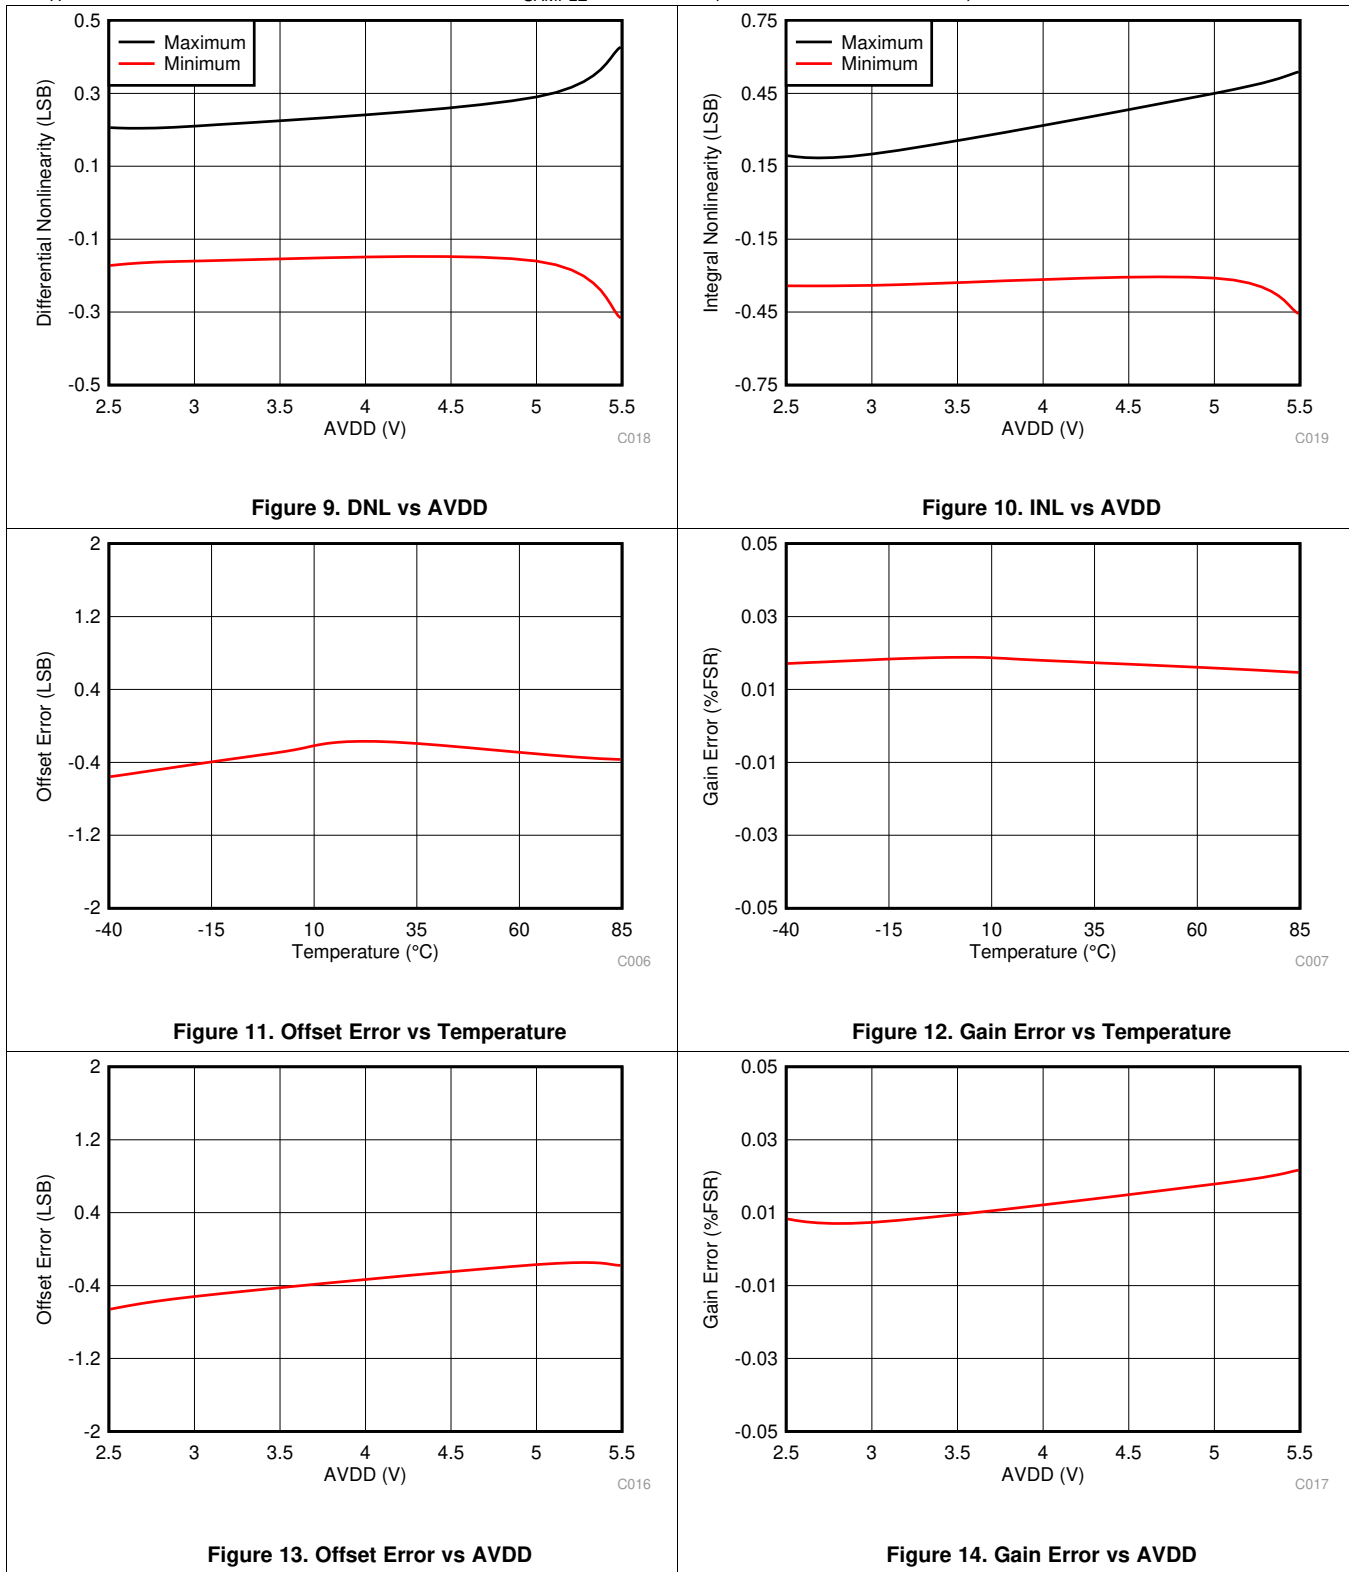 0.5
0.3
0.1
-0.1
-0.3
-0.5
Differential Nonlinearity (LSB)
Maximum
Minimum
2.5 3 3.5 4 4.5 5 5.5
AVDD (V)
C018
Figure 9. DNL vs AVDD
0.75
0.45
0.15
-0.15
-0.45
-0.75
Integral Nonlinearity (LSB)
Maximum
Minimum
2.5 3 3.5 4 4.5 5 5.5
AVDD (V)
C019
Figure 10. INL vs AVDD
2
1.2
0.4
-0.4
-1.2
-2
Offset Error (LSB)
-40 -15 10 35 60 85
Temperature (°C)
C006
Figure 11. Offset Error vs Temperature
0.05
0.03
0.01
-0.01
-0.03
-0.05
Gain Error (%FSR)
-40 -15 10 35 60 85
Temperature (°C)
C007
Figure 12. Gain Error vs Temperature
2
1.2
0.4
-0.4
-1.2
-2
Offset Error (LSB)
2.5 3 3.5 4 4.5 5 5.5
AVDD (V)
C016
Figure 13. Offset Error vs AVDD
0.05
0.03
0.01
-0.01
-0.03
-0.05
Gain Error (%FSR)
2.5 3 3.5 4 4.5 5 5.5
AVDD (V)
C017
Figure 14. Gain Error vs AVDD